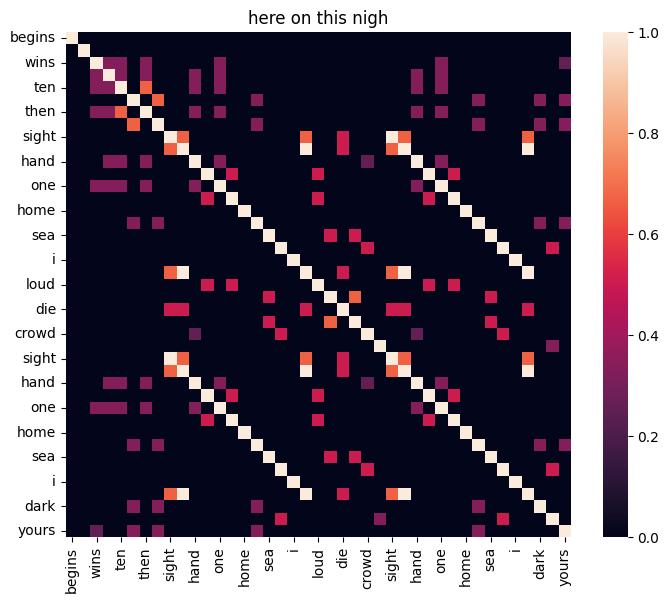 here on this nigh
begins
wins
ten
then
sight
hand
one
home
sea
i
loud
die
crowd
sight
hand
one
home
sea
i
dark
yours
begins
wins
ten
then
sight
hand
one
home
sea
i
loud
die
crowd
sight
hand
one
home
sea
i
dark
yours
1.0
0.8
0.6
0.4
0.2
0.0